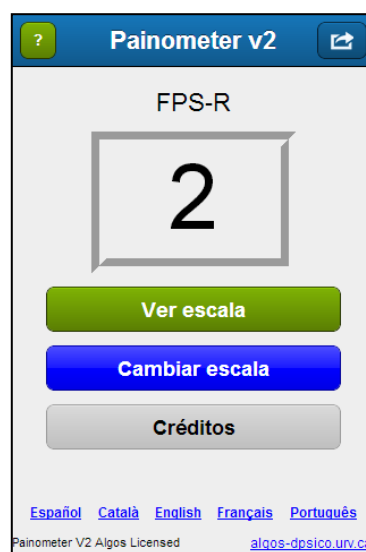 ? Painometer v2
FPS-R
2
Ver escala
Cambiar escala
Créditos
Español Català English Français Português
Painometer V2 Algos Licensed algos-dpsico.urv.ca